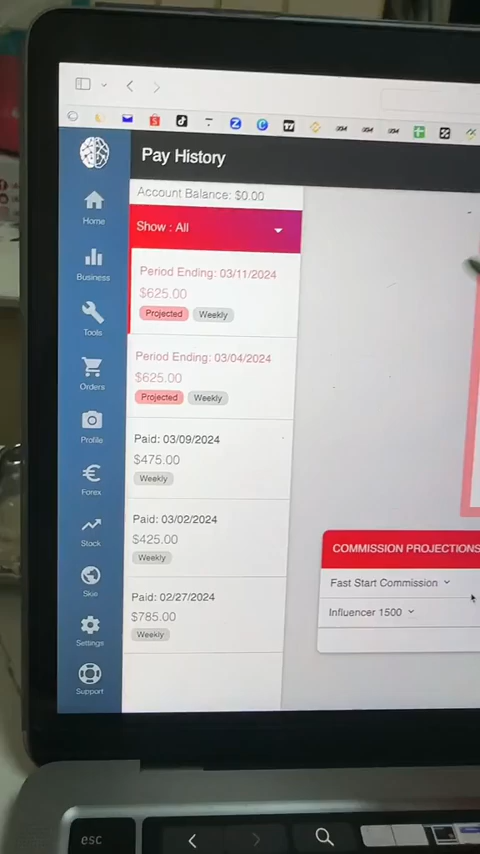 Pay History
Account Balance: $0.00
Show : All
Home
Period Ending: 03/11/2024
$625.00
Projected Weekly
Business
Tools
Period Ending: 03/04/2024
$625.00
Projected Weekly
Orders
Profile
Paid: 03/09/2024
$475.00
Weekly
Forex
Paid: 03/02/2024
$425.00
Weekly
Stock
COMMISSION PROJECTIONS
Fast Start Commission
Influencer 1500
Paid: 02/27/2024
$785.00
Weekly
Settings
Support
esc